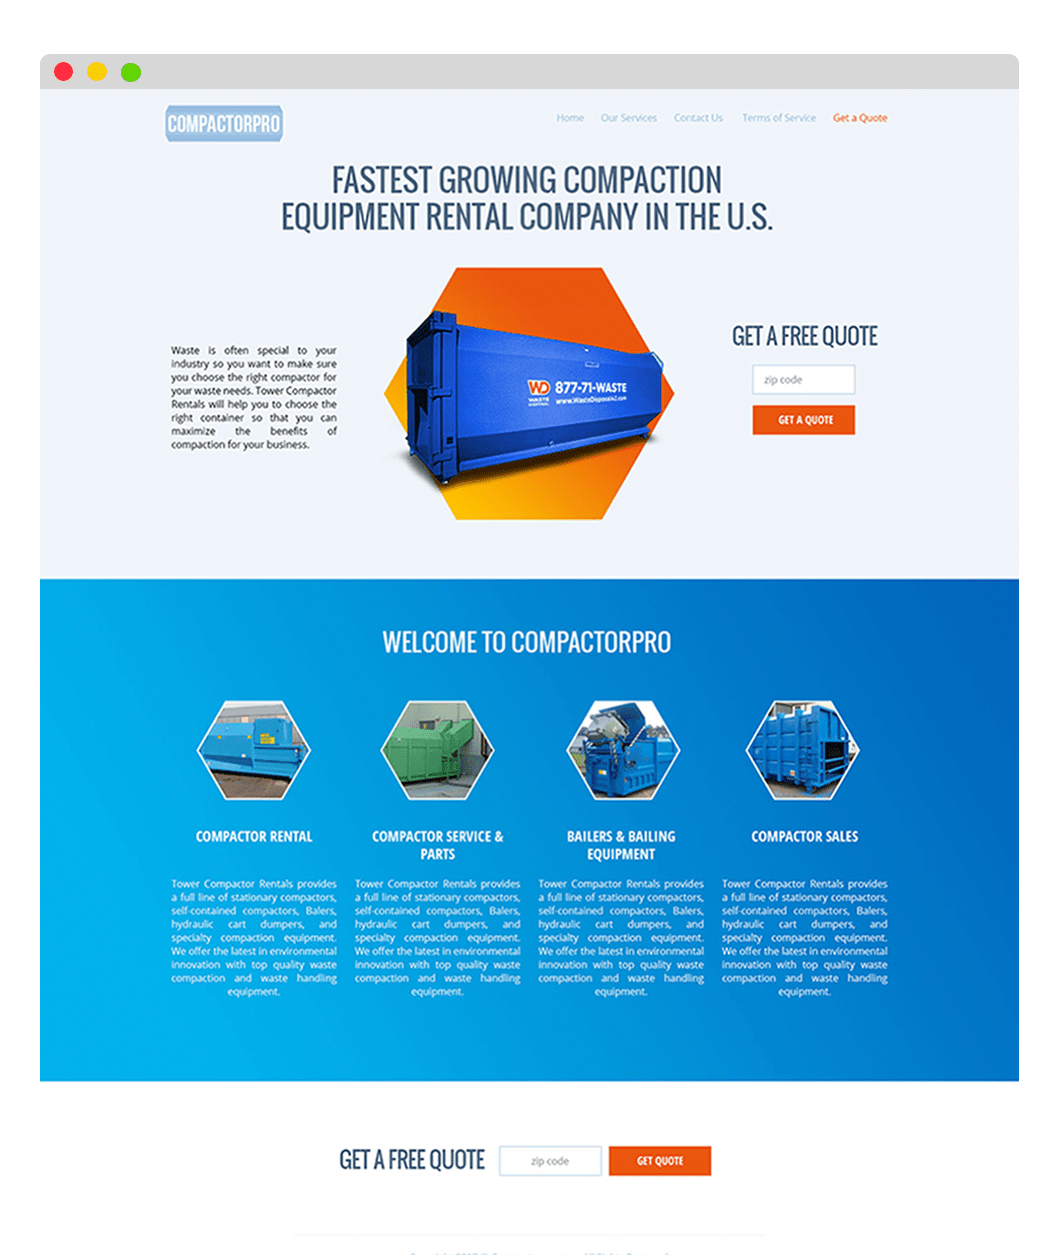 COMPACTORPRO
Home Our Services Contact Us Terms of Service Get a Quote
FASTEST GROWING COMPACTION
EQUIPMENT RENTAL COMPANY IN THE U.S.
Waste is often special to your
industry so you want to make sure
you choose the right compactor for
your waste needs. Tower Compactor
Rentals will help you to choose the
right container so that you can
maximize the benefits of
compaction for your business.
WD 877-71-WASTE
WASTE
GET A FREE QUOTE
zip code
GET A QUOTE
WELCOME TO COMPACTORPRO
COMPACTOR RENTAL
Tower Compactor Rentals provides
a full line of stationary compactors,
self-contained compactors, Balers,
hydraulic cart dumpers, and
specialty compaction equipment.
We offer the latest in environmental
innovation with top quality waste
compaction and waste handling
equipment.
COMPACTOR SERVICE &
PARTS
Tower Compactor Rentals provides
a full line of stationary compactors,
self-contained compactors, Balers,
hydraulic cart dumpers, and
specialty compaction equipment.
We offer the latest in environmental
innovation with top quality waste
compaction and waste handling
equipment.
BAILERS & BAILING
EQUIPMENT
Tower Compactor Rentals provides
a full line of stationary compactors,
self-contained compactors, Balers,
hydraulic cart dumpers, and
specialty compaction equipment.
We offer the latest in environmental
innovation with top quality waste
compaction and waste handling
equipment.
COMPACTOR SALES
Tower Compactor Rentals provides
a full line of stationary compactors,
self-contained compactors, Balers,
hydraulic cart dumpers, and
specialty compaction equipment.
We offer the latest in environmental
innovation with top quality waste
compaction and waste handling
equipment.
GET A FREE QUOTE
zip code
GET QUOTE